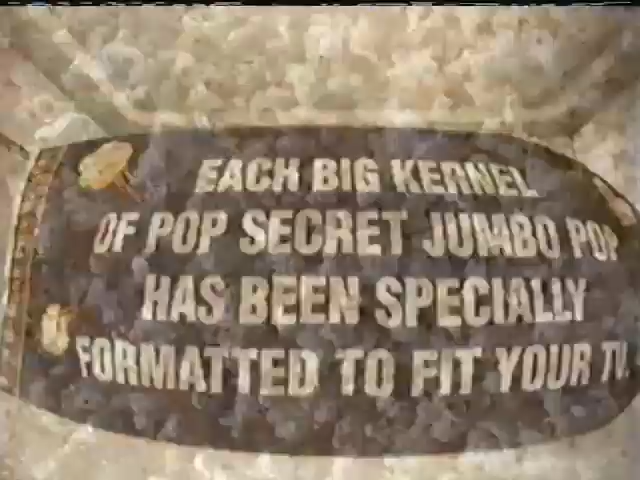 EACH BIG KERNEL
OF POP SECRET JUMBO POP
HAS BEEN SPECIALLY
FORMATTED TO FIT YOUR TV.